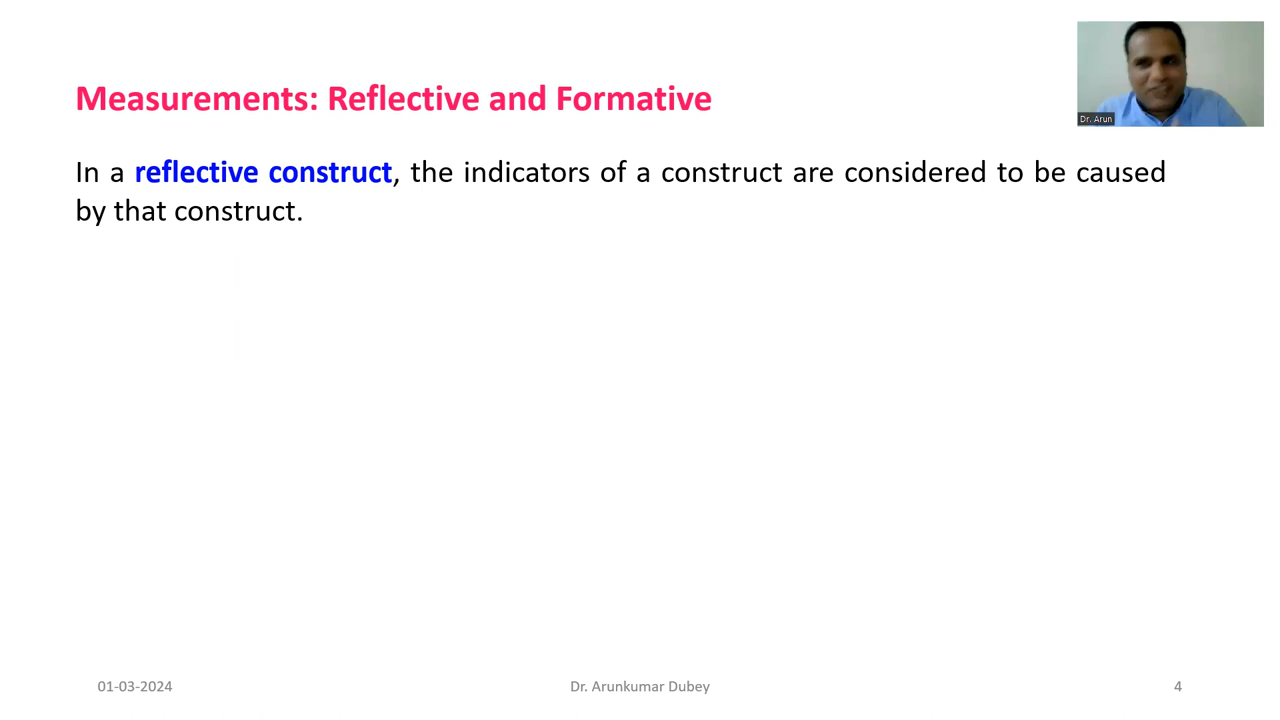 Dr. Arun
Measurements: Reflective and Formative
In a reflective construct, the indicators of a construct are considered to be caused
by that construct.
01-03-2024
Dr. Arunkumar Dubey
4